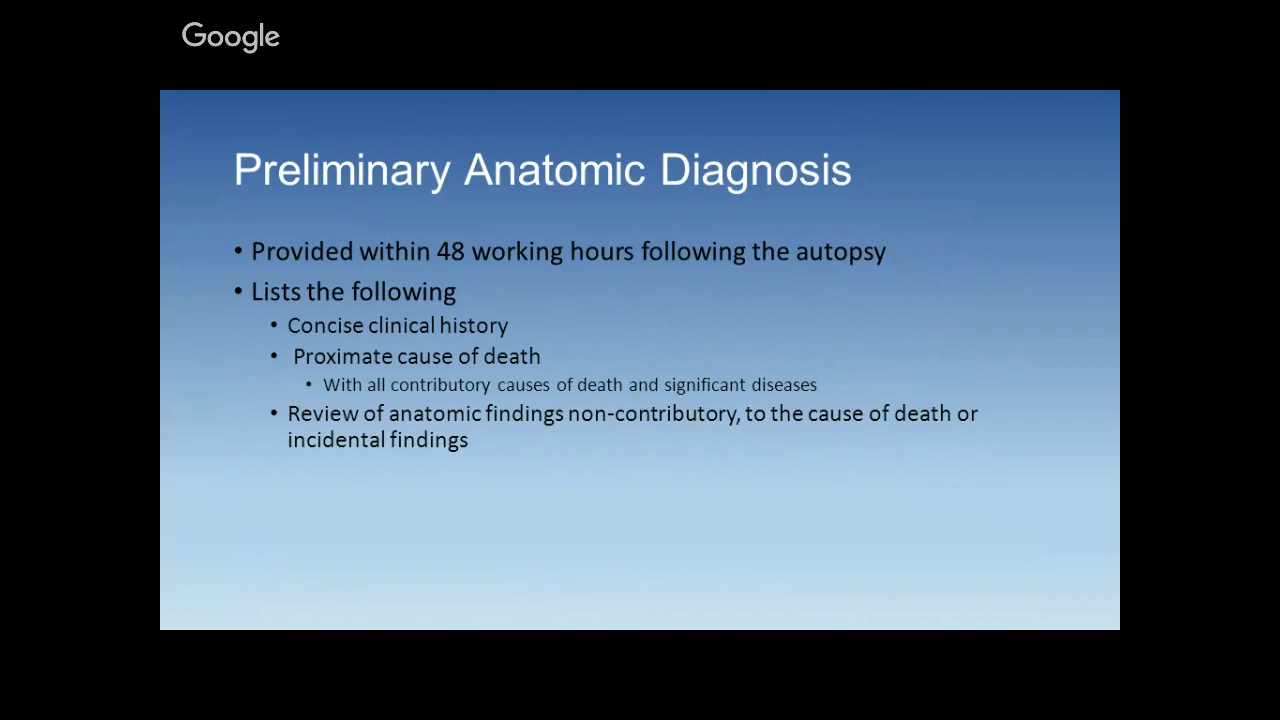 Google
Preliminary Anatomic Diagnosis
• Provided within 48 working hours following the autopsy
• Lists the following
• Concise clinical history
• Proximate cause of death
• With all contributory causes of death and significant diseases
• Review of anatomic findings non-contributory, to the cause of death or
incidental findings